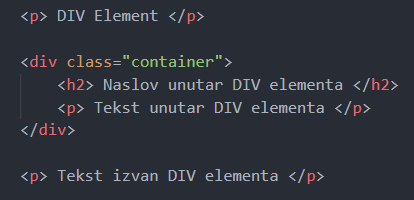 <p> DIV Element </p>
<div class="container">
<h2> Naslov unutar DIV elementa </h2>
<p> Tekst unutar DIV elementa </p>
</div>
<p> Tekst izvan DIV elementa </p>